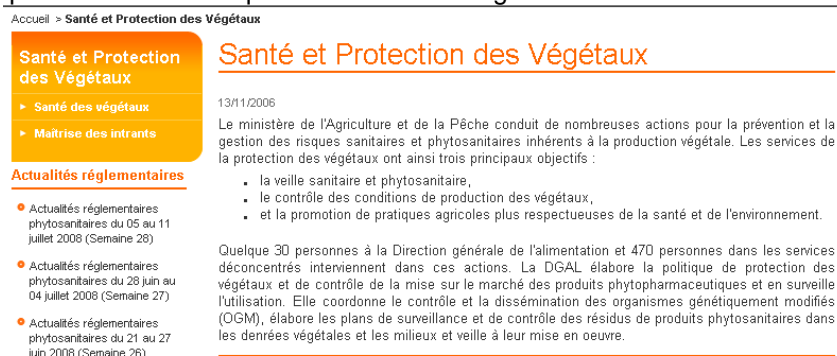 Accueil > Santé et Protection des Végétaux
Santé et Protection
des Végétaux
Santé des végétaux
Maîtrise des intrants
Actualités réglementaires
Actualités réglementaires
phytosanitaires du 05 au 11
juillet 2008 (Semaine 28)
Actualités réglementaires
phytosanitaires du 28 juin au
04 juillet 2008 (Semaine 27)
Actualités réglementaires
phytosanitaires du 21 au 27
juin 2008 (Semaine 26)
Santé et Protection des Végétaux
13/11/2006
Le ministère de l'Agriculture et de la Pêche conduit de nombreuses actions pour la prévention et la
gestion des risques sanitaires et phytosanitaires inhérents à la production végétale. Les services de
la protection des végétaux ont ainsi trois principaux objectifs :
la veille sanitaire et phytosanitaire,
le contrôle des conditions de production des végétaux,
et la promotion de pratiques agricoles plus respectueuses de la santé et de l'environnement.
Quelque 30 personnes à la Direction générale de l'alimentation et 470 personnes dans les services
déconcentrés interviennent dans ces actions. La DGAL élabore la politique de protection des
végétaux et de contrôle de la mise sur le marché des produits phytopharmaceutiques et en surveille
l'utilisation. Elle coordonne le contrôle et la dissémination des organismes génétiquement modifiés
(OGM), élabore les plans de surveillance et de contrôle des résidus de produits phytosanitaires dans
les denrées végétales et les milieux et veille à leur mise en oeuvre.